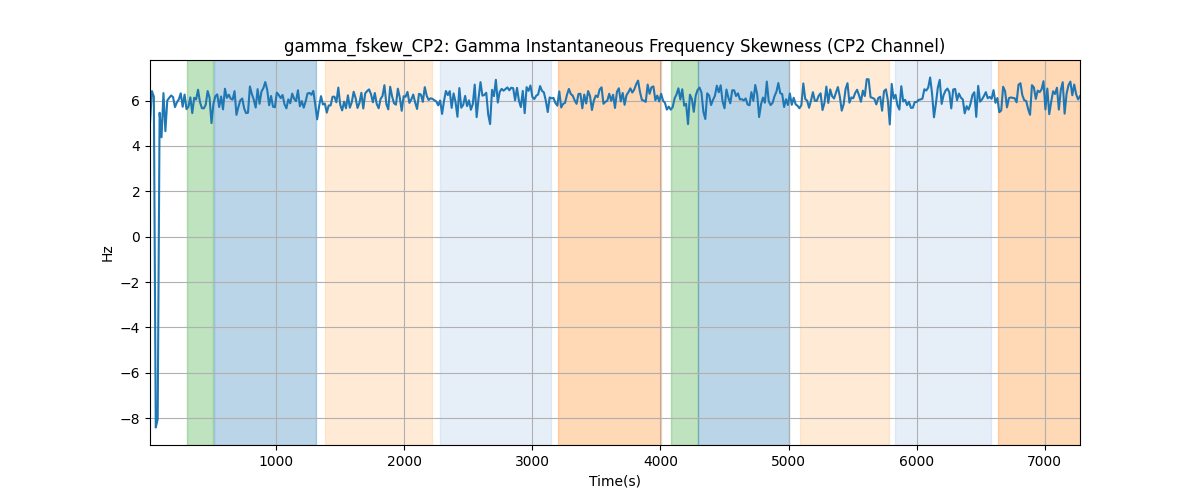 gamma_fskew_CP2: Gamma Instantaneous Frequency Skewness (CP2 Channel)
6
4
2
0
−2
−4
−6
−8
Hz
1000 2000 3000 4000 5000 6000 7000
Time(s)